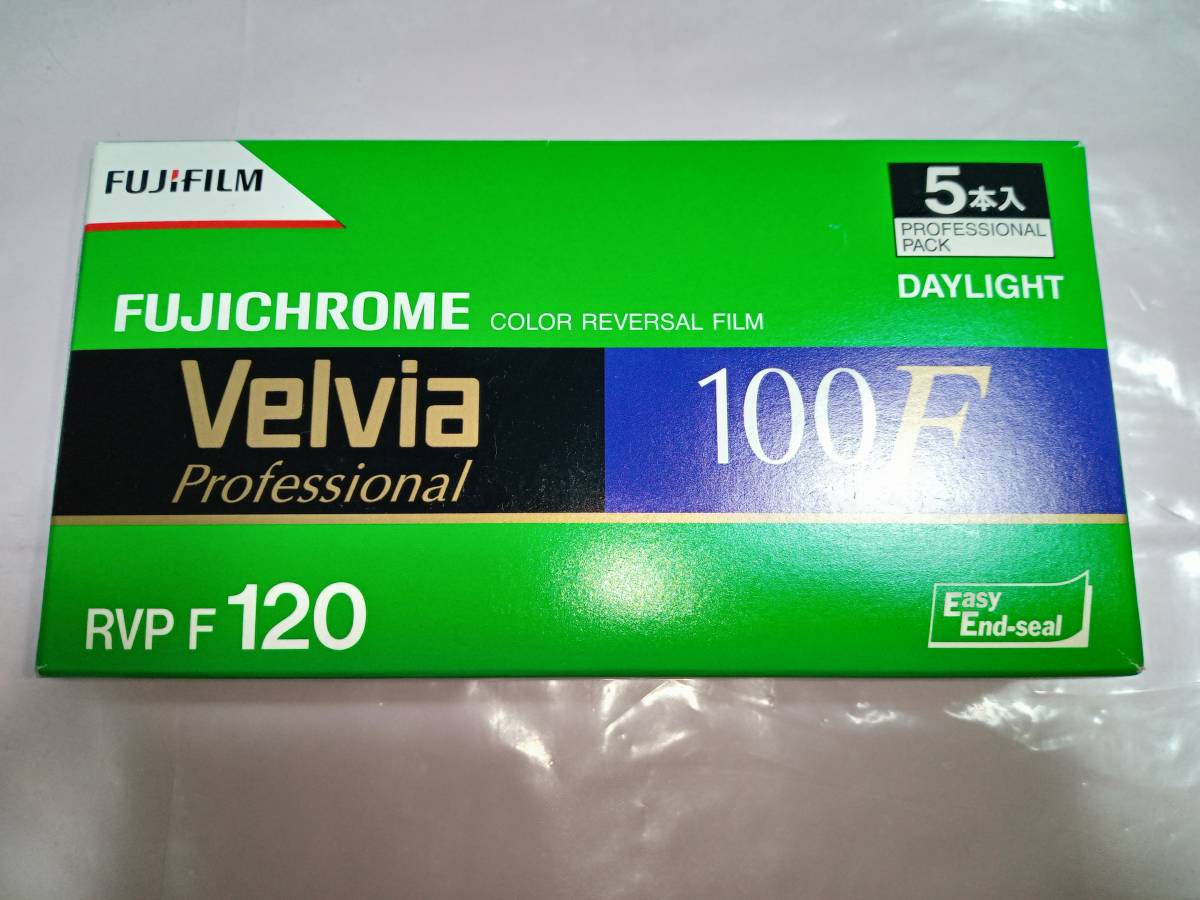 FUJIFILM
5本入
PROFESSIONAL
PACK
DAYLIGHT
FUJICHROME COLOR REVERSAL FILM
Velvia
Professional
100F
RVP F 120
Easy
End-seal